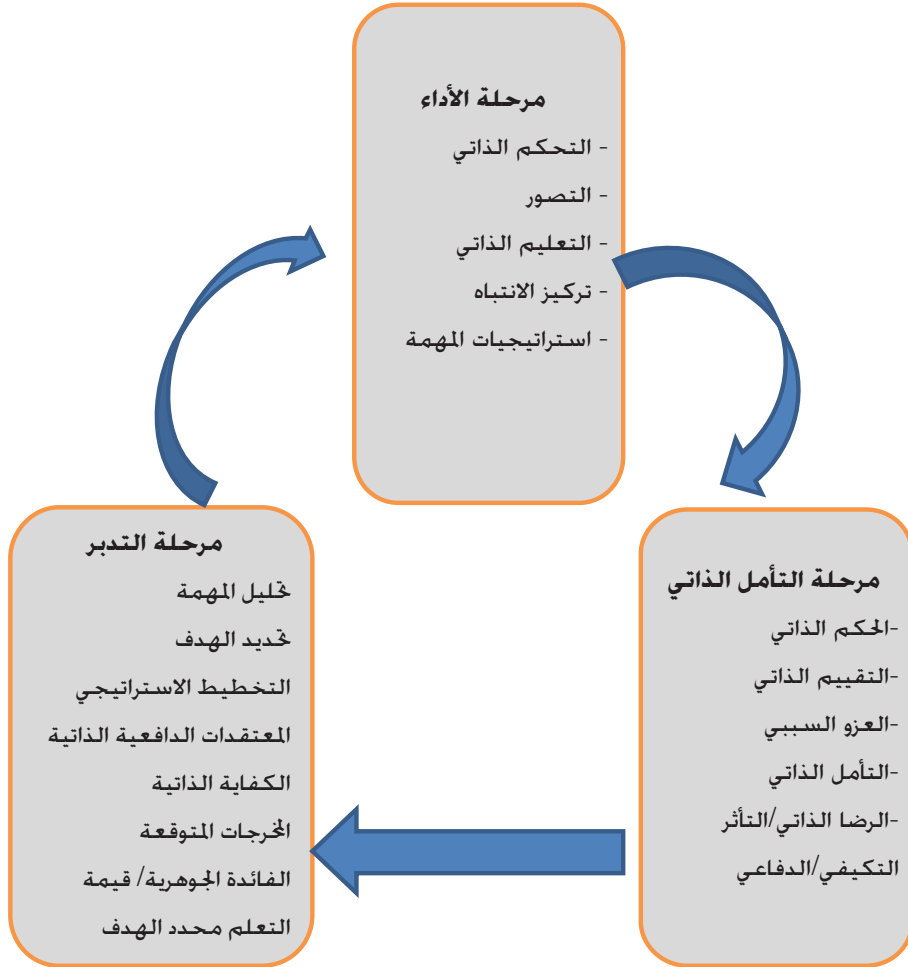 مرحلة الأداء
- التحكم الذاتي
- التصور
- التعليم الذاتي
- تركيز الانتباه
- استراتيجيات المهمة
مرحلة التأمل الذاتي
-الحكم الذاتي
-التقييم الذاتي
-العزو السببي
-التأمل الذاتي
-الرضا الذاتي/التأثر
التكيفي/الدفاعي
مرحلة التدبر
تحليل المهمة
تحديد الهدف
التخطيط الاستراتيجي
المعتقدات الدافعية الذاتية
الكفاية الذاتية
المخرجات المتوقعة
الفائدة الجوهرية/ قيمة
التعلم محدد الهدف